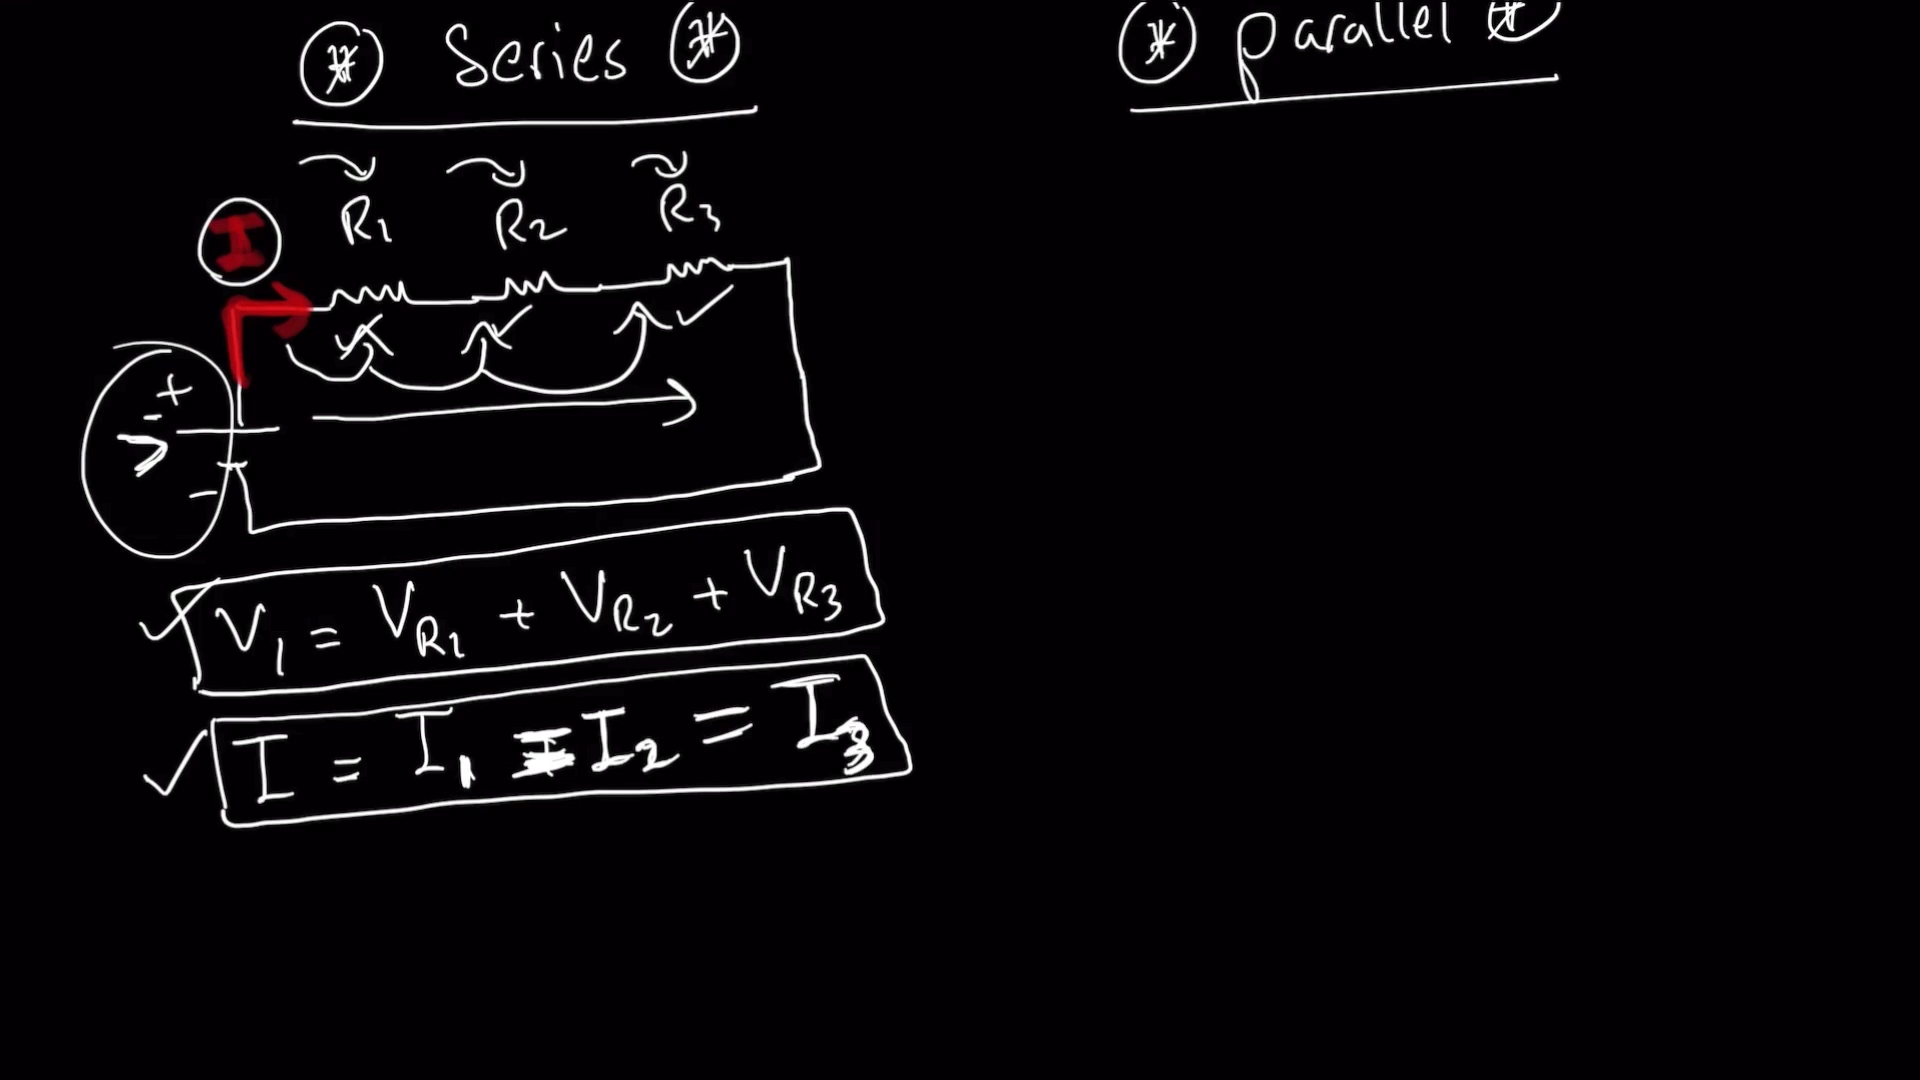 * Series *
* parallel *
R1 R2 R3
I
+
V
-
V1 = VR1 + VR2 + VR3
I = I1 = I2 = I3